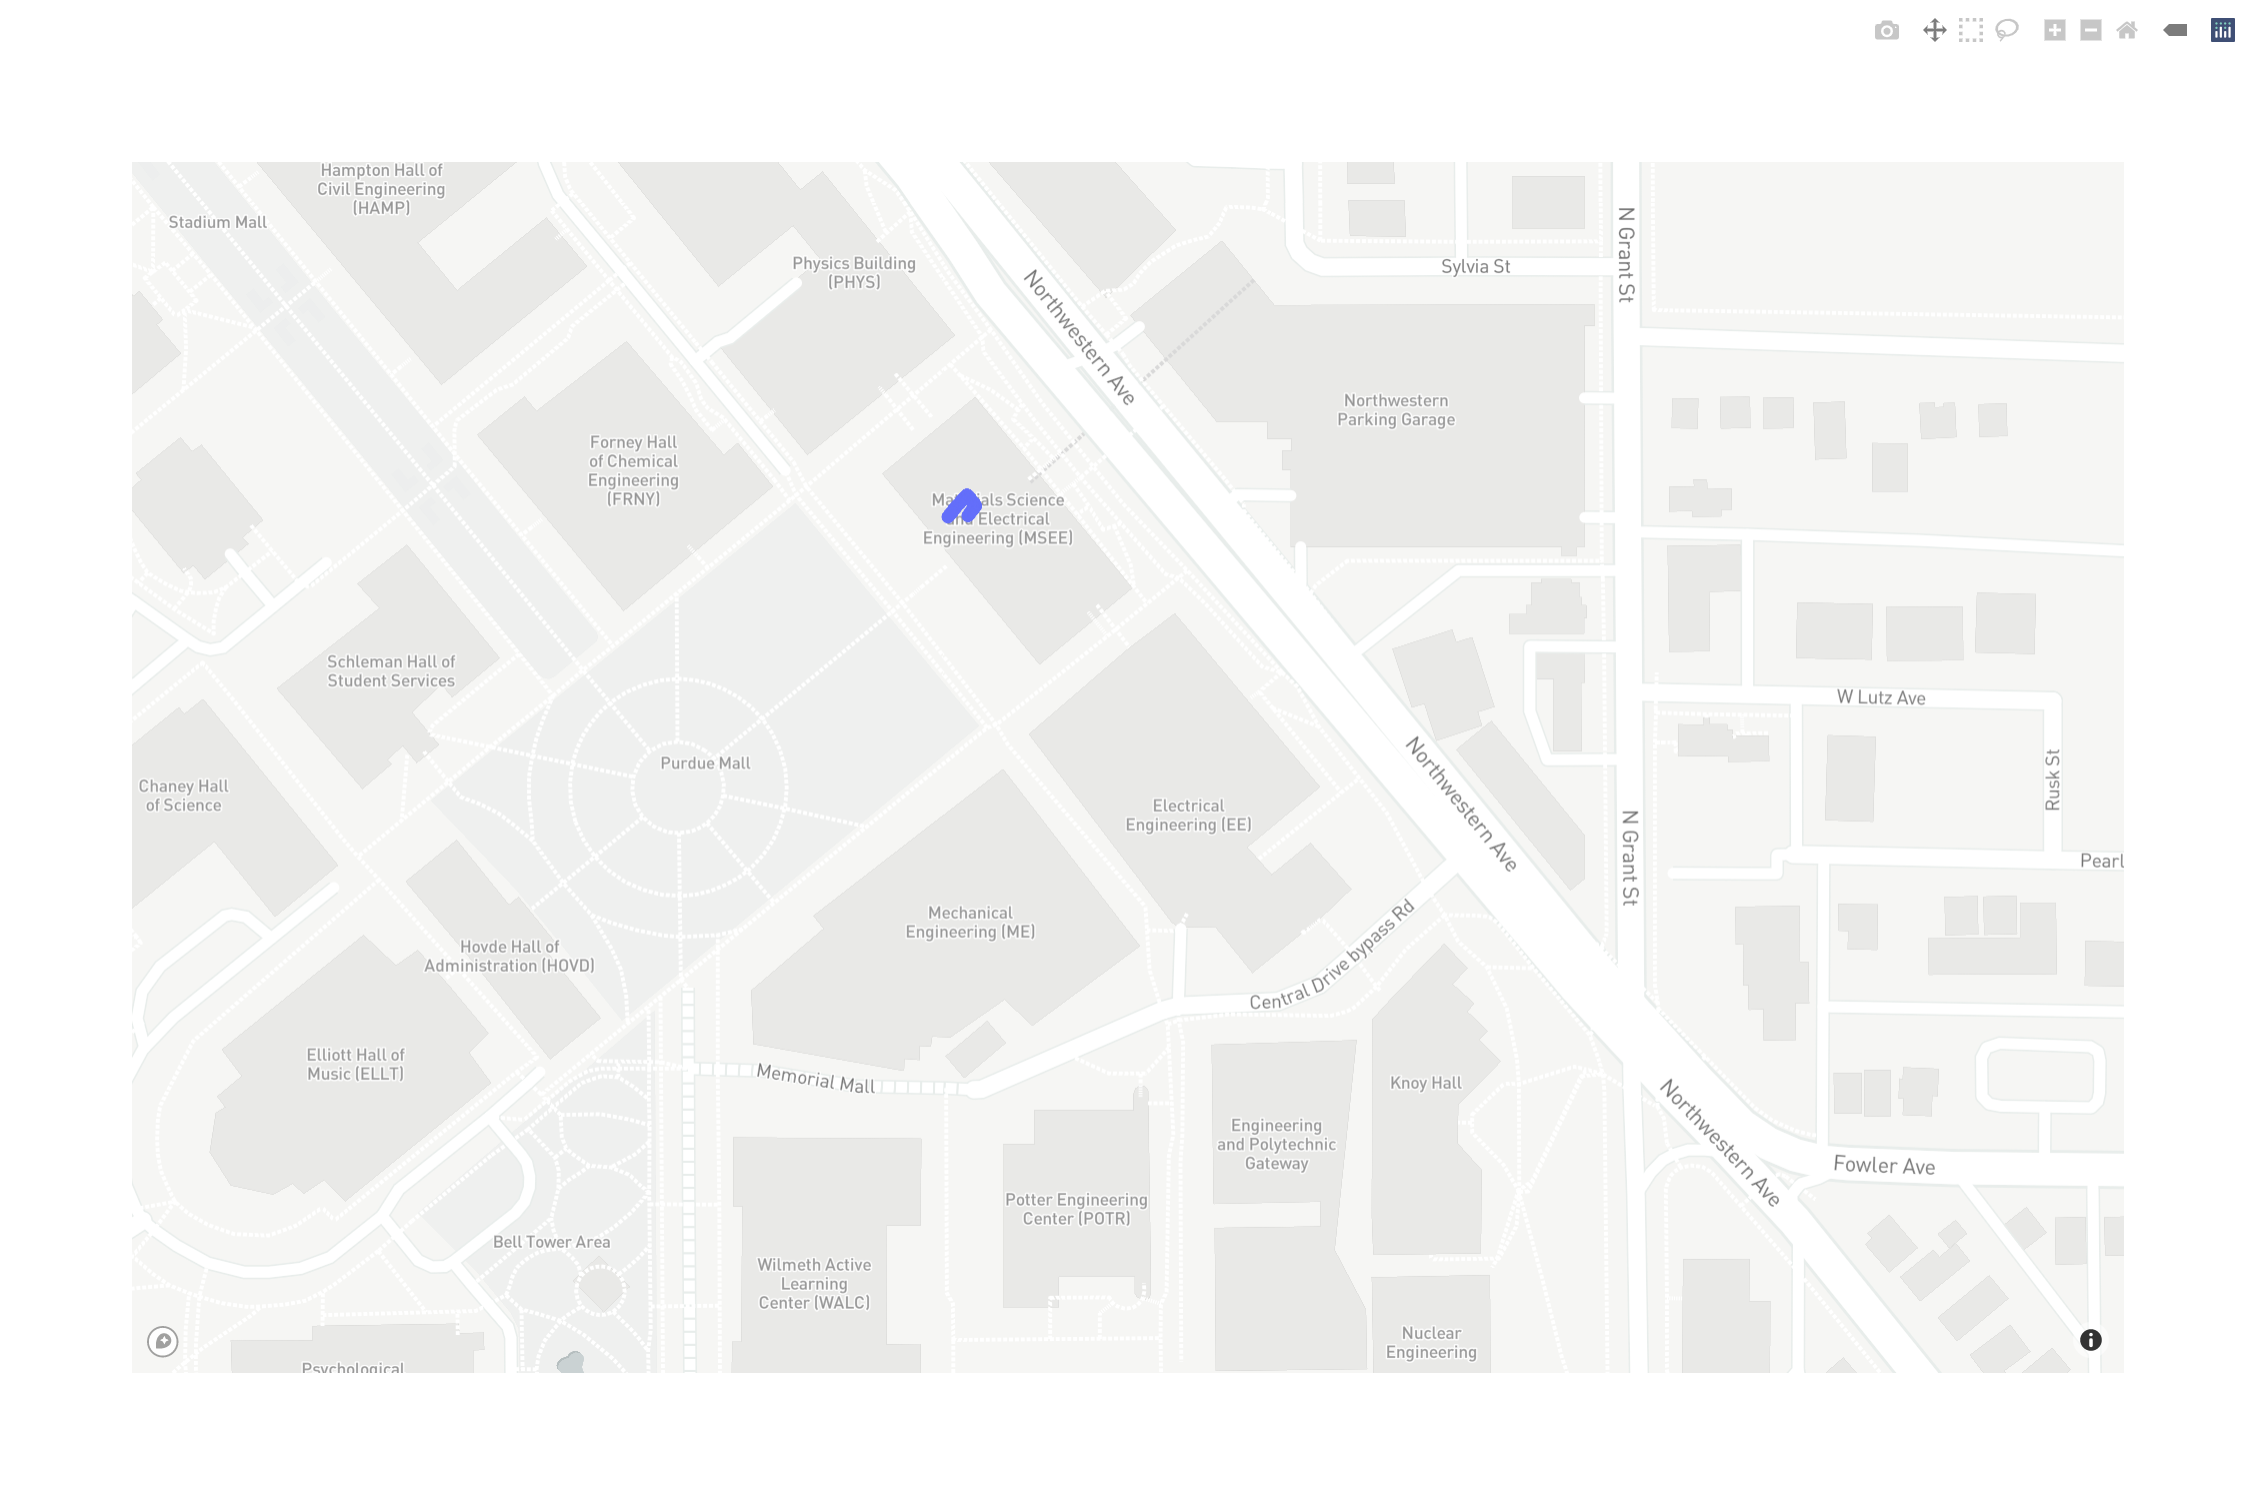 Hampton Hall of
Civil Engineering
(HAMP)
Stadium Mall
Physics Building
(PHYS)
Northwestern Ave
N Grant St
Sylvia St
Northwestern
Parking Garage
Forney Hall
of Chemical
Engineering
(FRNY)
Science
Electrical
Engineering (MSEE)
Schleman Hall of
Student Services
W Lutz Ave
Rusk St
Purdue Mall
Chaney Hall
of Science
Electrical
Engineering (EE)
Northwestern Ave
N Grant St
Pearl
Mechanical
Engineering (ME)
Central Drive bypass Rd
Hovde Hall of
Administration (HOVD)
Elliott Hall of
Music (ELLT)
Memorial Mall
Knoy Hall
Engineering
and Polytechnic
Gateway
Northwestern Ave
Fowler Ave
Potter Engineering
Center (POTR)
Bell Tower Area
Wilmeth Active
Learning
Center (WALC)
Nuclear
Engineering
Psychological